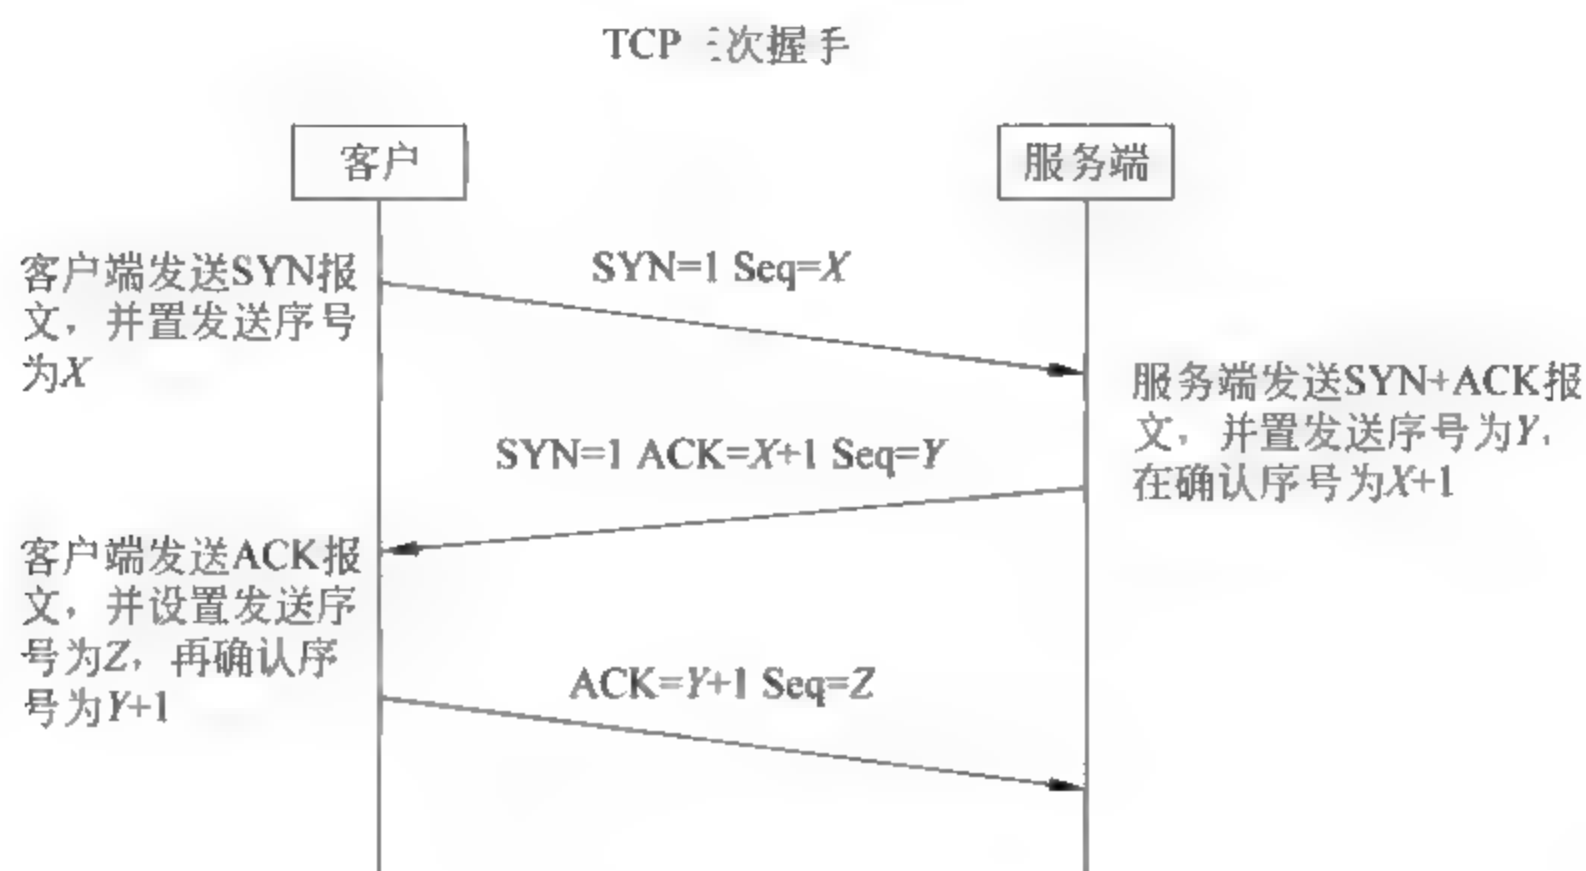 TCP 三次握手
客户
服务端
客户端发送SYN报
文，并置发送序号
为X
SYN=1 Seq=X
服务端发送SYN+ACK报
文，并置发送序号为Y，
在确认序号为X+1
SYN=1 ACK=X+1 Seq=Y
客户端发送ACK报
文，并设置发送序
号为Z，再确认序
号为Y+1
ACK=Y+1 Seq=Z